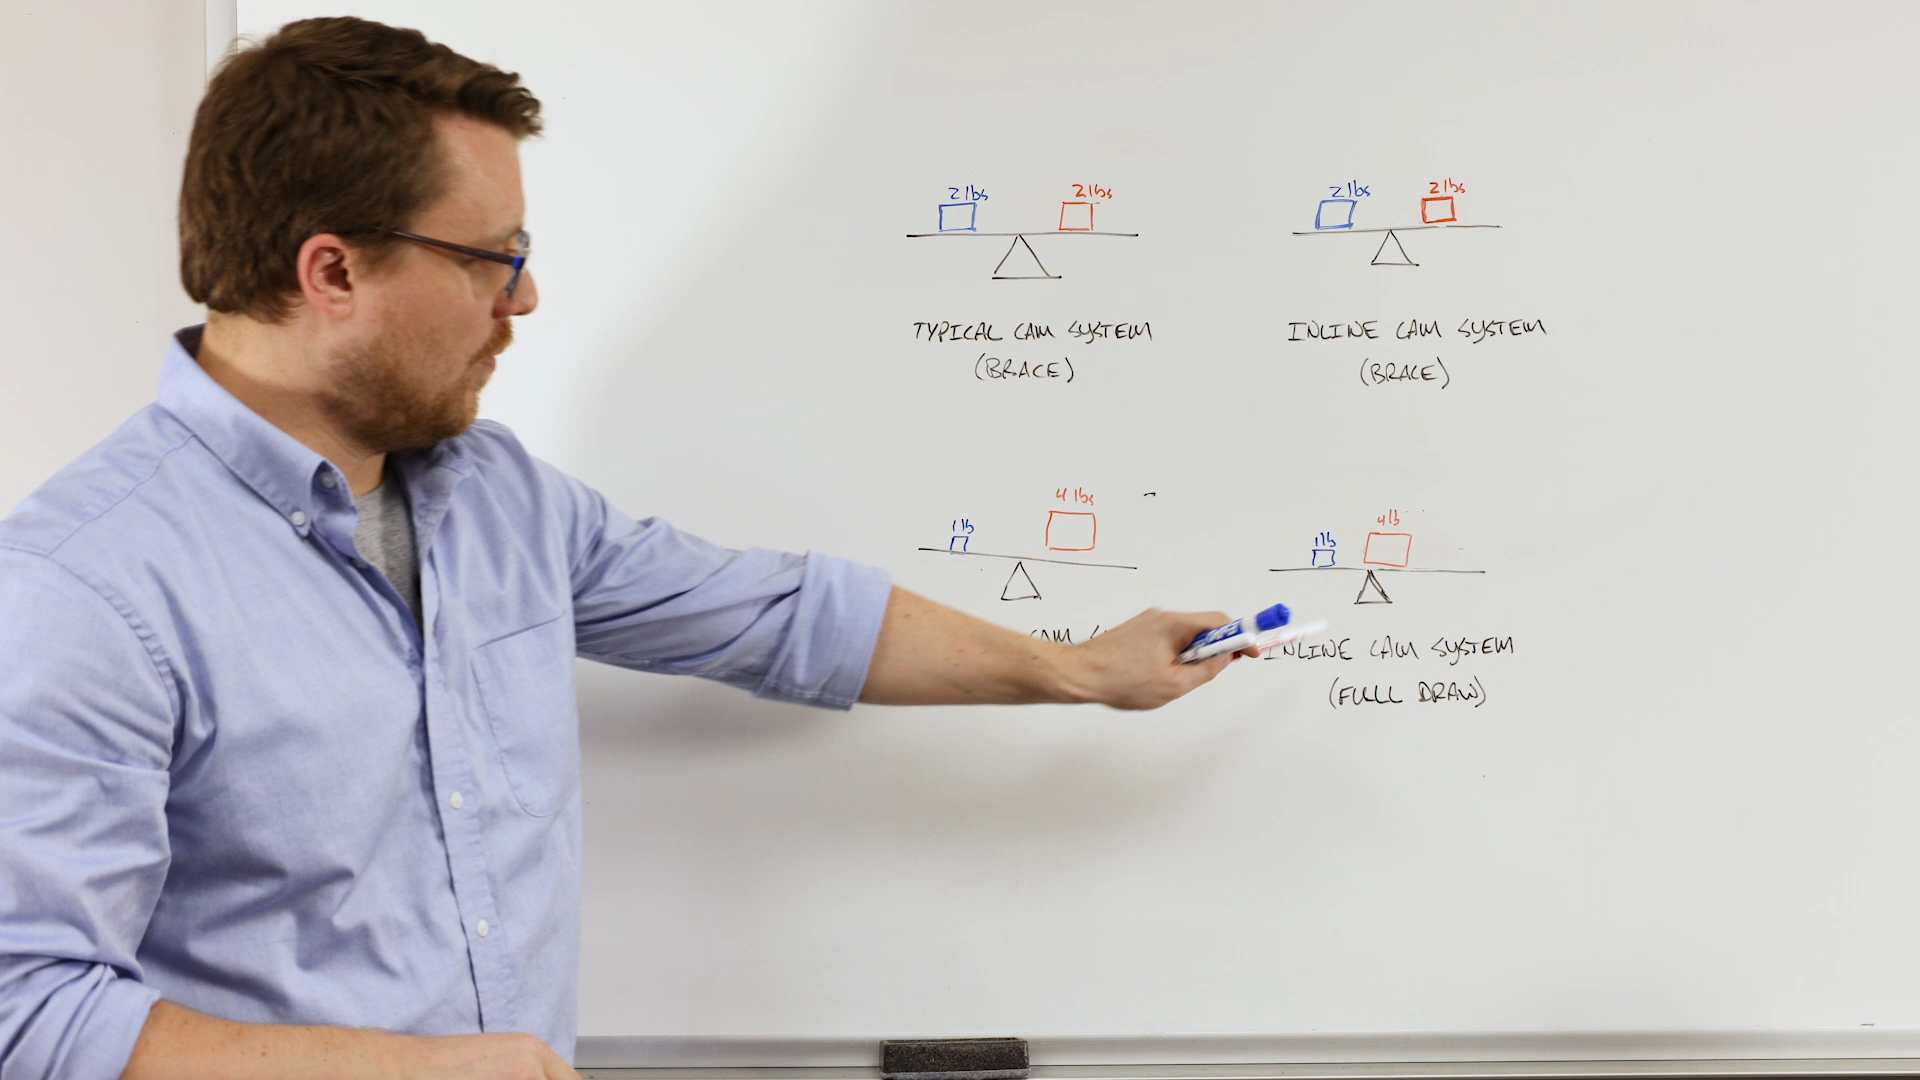 2 lbs
2 lbs
TYPICAL CAM SYSTEM
(BRACE)
2 lbs
2 lbs
INLINE CAM SYSTEM
(BRACE)
1 lb
4 lbs
CAM
1 lb
4 lb
INLINE CAM SYSTEM
(FULL DRAW)
EXPO